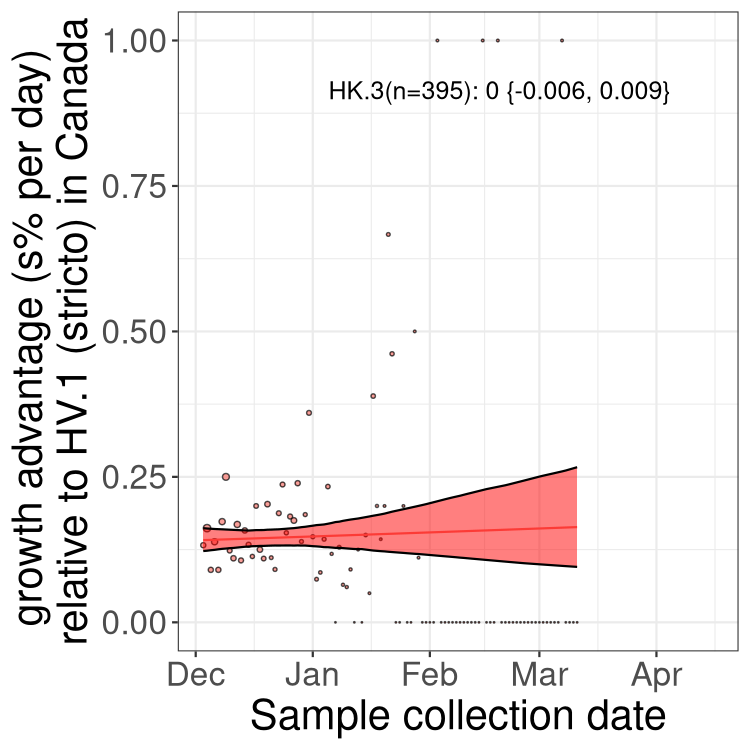 growth advantage (s% per day)
relative to HV.1 (stricto) in Canada
1.00
0.75
0.50
0.25
0.00
HK.3(n=395): 0 {-0.006, 0.009}
Dec
Jan
Feb
Mar
Apr
Sample collection date